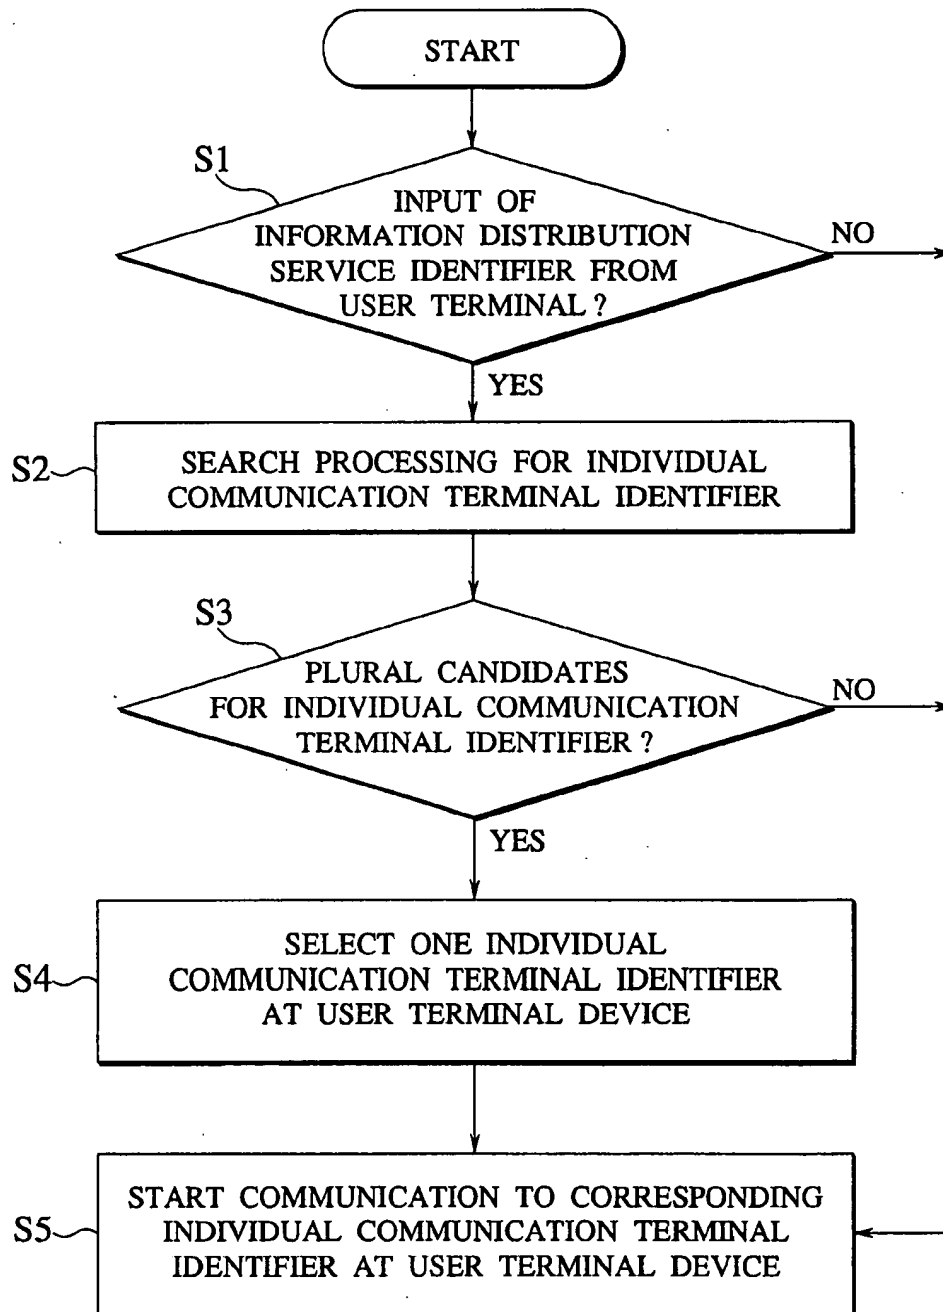 START
S1
INPUT OF
INFORMATION DISTRIBUTION
SERVICE IDENTIFIER FROM
USER TERMINAL ?
NO
YES
S2
SEARCH PROCESSING FOR INDIVIDUAL
COMMUNICATION TERMINAL IDENTIFIER
S3
PLURAL CANDIDATES
FOR INDIVIDUAL COMMUNICATION
TERMINAL IDENTIFIER ?
NO
YES
S4
SELECT ONE INDIVIDUAL
COMMUNICATION TERMINAL IDENTIFIER
AT USER TERMINAL DEVICE
S5
START COMMUNICATION TO CORRESPONDING
INDIVIDUAL COMMUNICATION TERMINAL
IDENTIFIER AT USER TERMINAL DEVICE